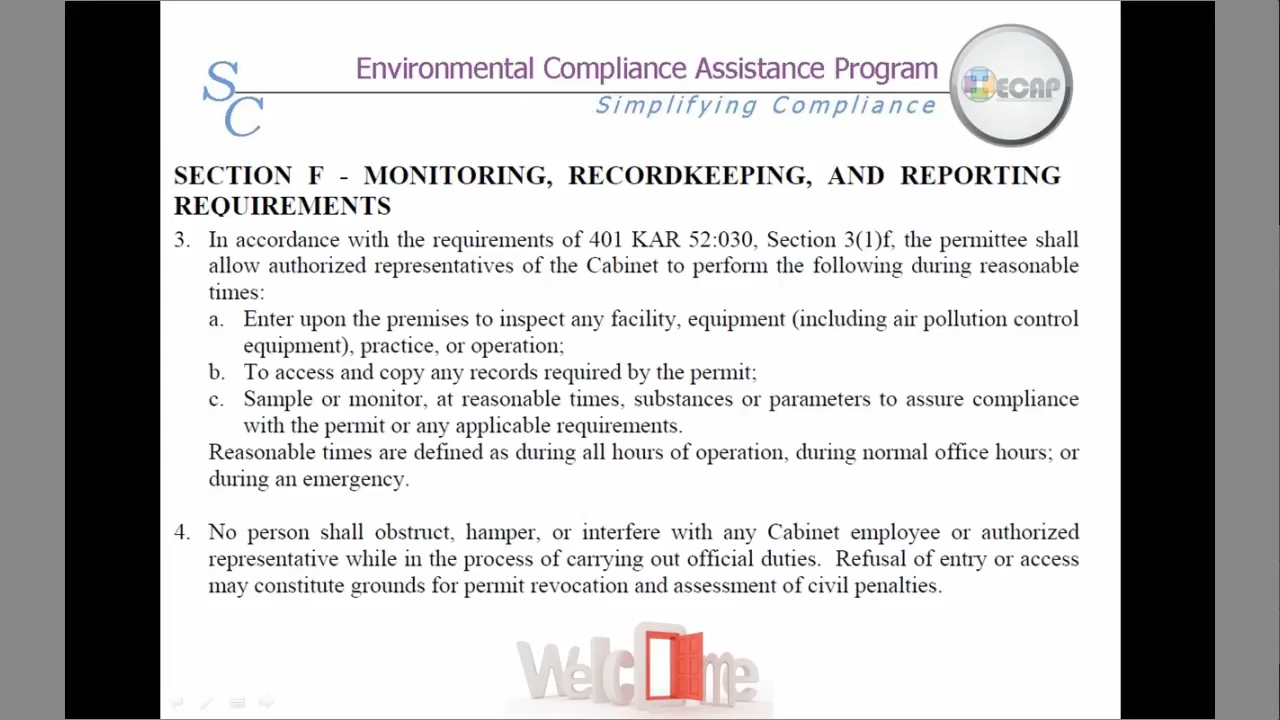 S
C
Environmental Compliance Assistance Program
Simplifying Compliance
ECAP
SECTION F - MONITORING, RECORDKEEPING, AND REPORTING
REQUIREMENTS
3. In accordance with the requirements of 401 KAR 52:030, Section 3(1)f, the permittee shall
allow authorized representatives of the Cabinet to perform the following during reasonable
times:
a. Enter upon the premises to inspect any facility, equipment (including air pollution control
equipment), practice, or operation;
b. To access and copy any records required by the permit;
c. Sample or monitor, at reasonable times, substances or parameters to assure compliance
with the permit or any applicable requirements.
Reasonable times are defined as during all hours of operation, during normal office hours; or
during an emergency.
4. No person shall obstruct, hamper, or interfere with any Cabinet employee or authorized
representative while in the process of carrying out official duties. Refusal of entry or access
may constitute grounds for permit revocation and assessment of civil penalties.
Welcome